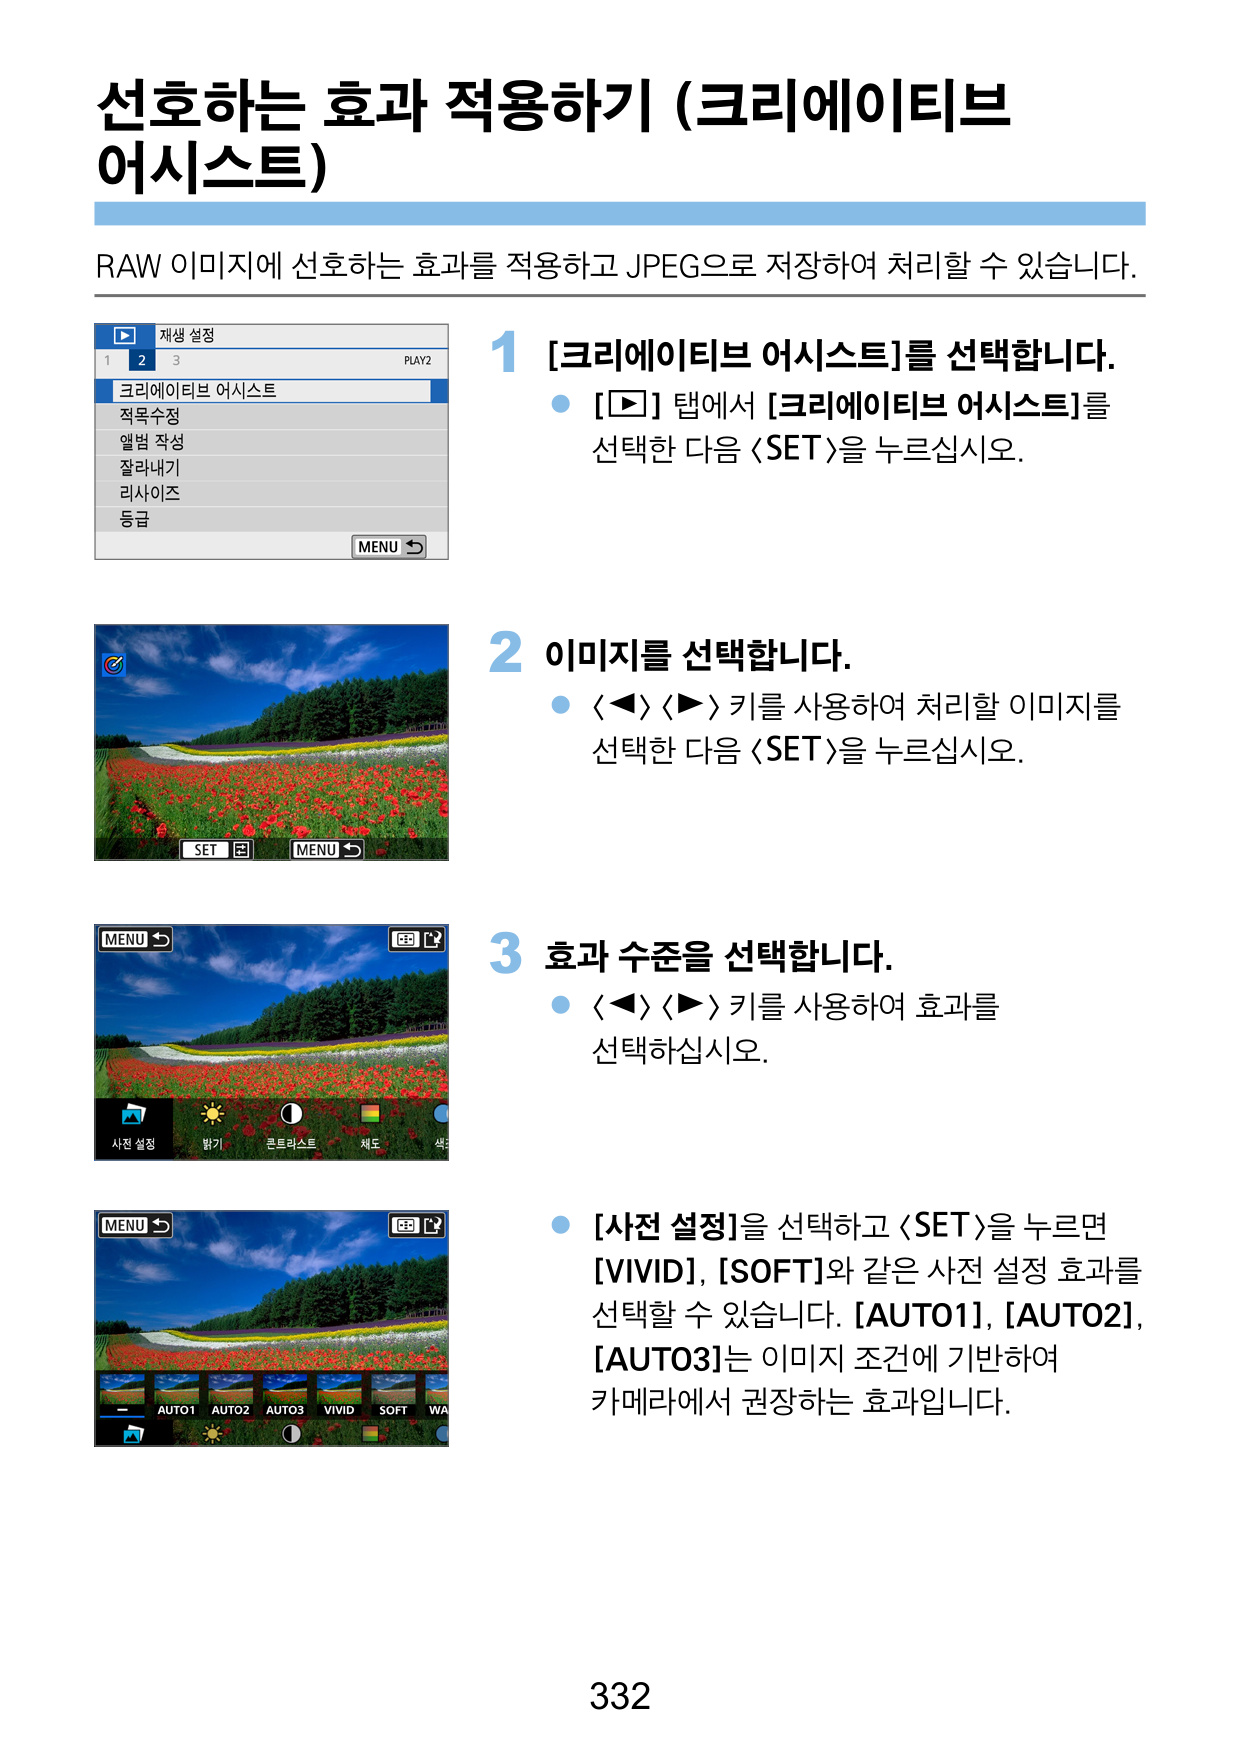 선호하는 효과 적용하기 (크리에이티브
어시스트)
RAW 이미지에 선호하는 효과를 적용하고 JPEG으로 저장하여 처리할 수 있습니다.
재생 설정
1 2 3 PLAY2
크리에이티브 어시스트
적목수정
앨범 작성
잘라내기
리사이즈
등급
MENU
1 [크리에이티브 어시스트]를 선택합니다.
● [▶] 탭에서 [크리에이티브 어시스트]를
선택한 다음 <SET>을 누르십시오.
SET MENU
2 이미지를 선택합니다.
● <◀> <▶> 키를 사용하여 처리할 이미지를
선택한 다음 <SET>을 누르십시오.
MENU
사전 설정 밝기 콘트라스트 채도
3 효과 수준을 선택합니다.
● <◀> <▶> 키를 사용하여 효과를
선택하십시오.
MENU
– AUTO1 AUTO2 AUTO3 VIVID SOFT WA
● [사전 설정]을 선택하고 <SET>을 누르면
[VIVID], [SOFT]와 같은 사전 설정 효과를
선택할 수 있습니다. [AUTO1], [AUTO2],
[AUTO3]는 이미지 조건에 기반하여
카메라에서 권장하는 효과입니다.
332